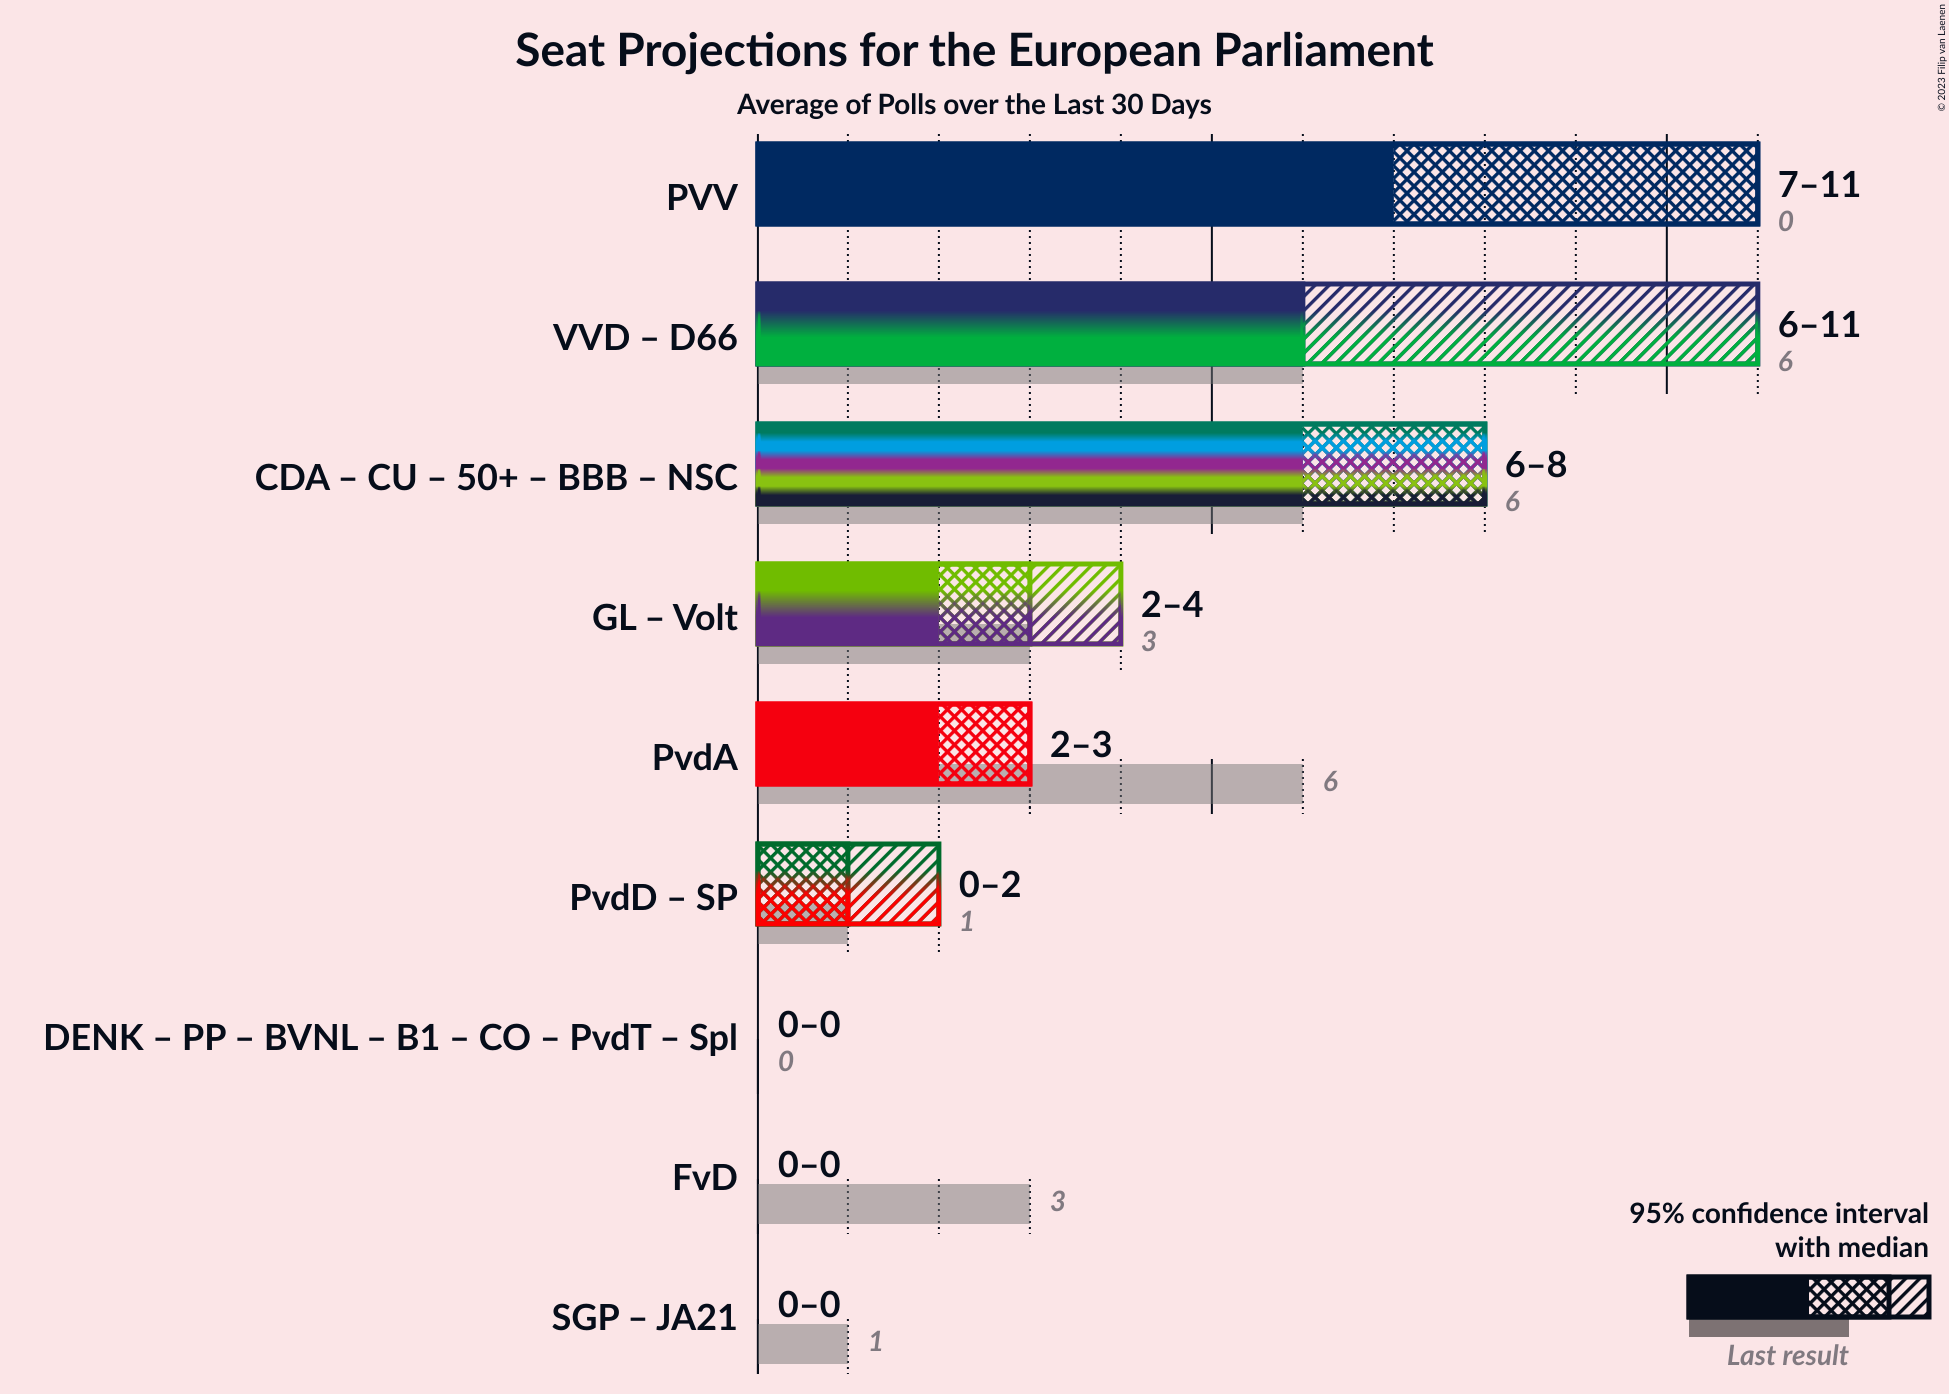 Seat Projections for the European Parliament
Average of Polls over the Last 30 Days
© 2023 Filip van Laenen
PVV
7–11
0
VVD – D66
6–11
6
CDA – CU – 50+ – BBB – NSC
6–8
6
GL – Volt
2–4
3
PvdA
2–3
6
PvdD – SP
0–2
1
DENK – PP – BVNL – B1 – CO – PvdT – Spl
0–0
0
FvD
0–0
3
SGP – JA21
0–0
1
95% confidence interval
with median
Last result